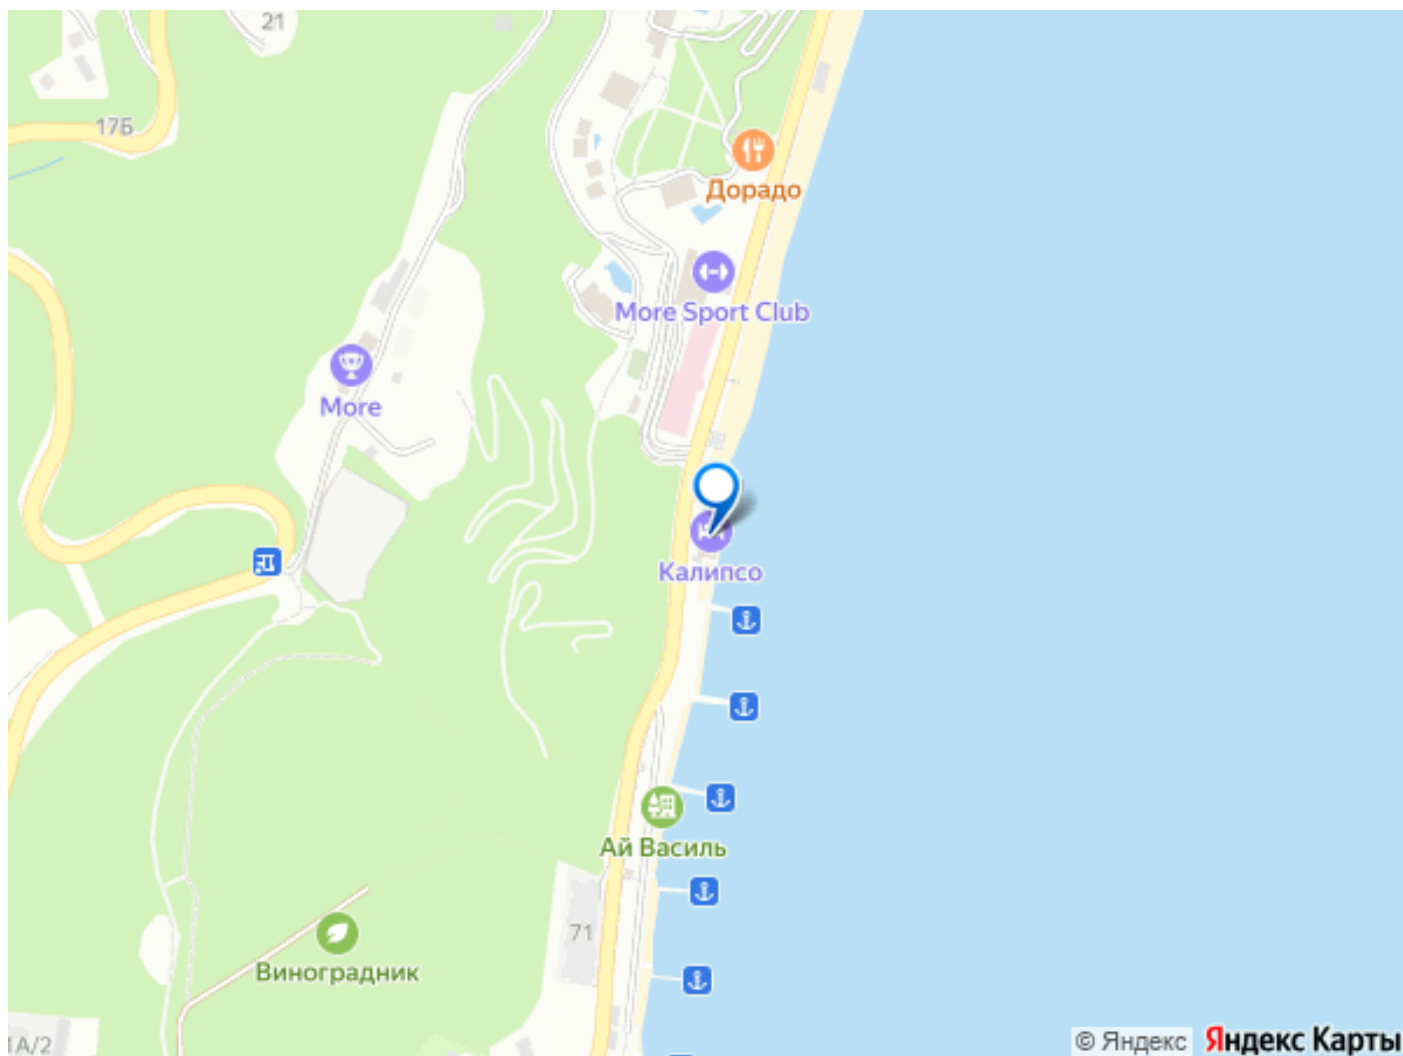 21
17Б
Дорадо
More Sport Club
More
Калипсо
Ай Василь
71
Виноградник
1А/2
© Яндекс Яндекс Карты